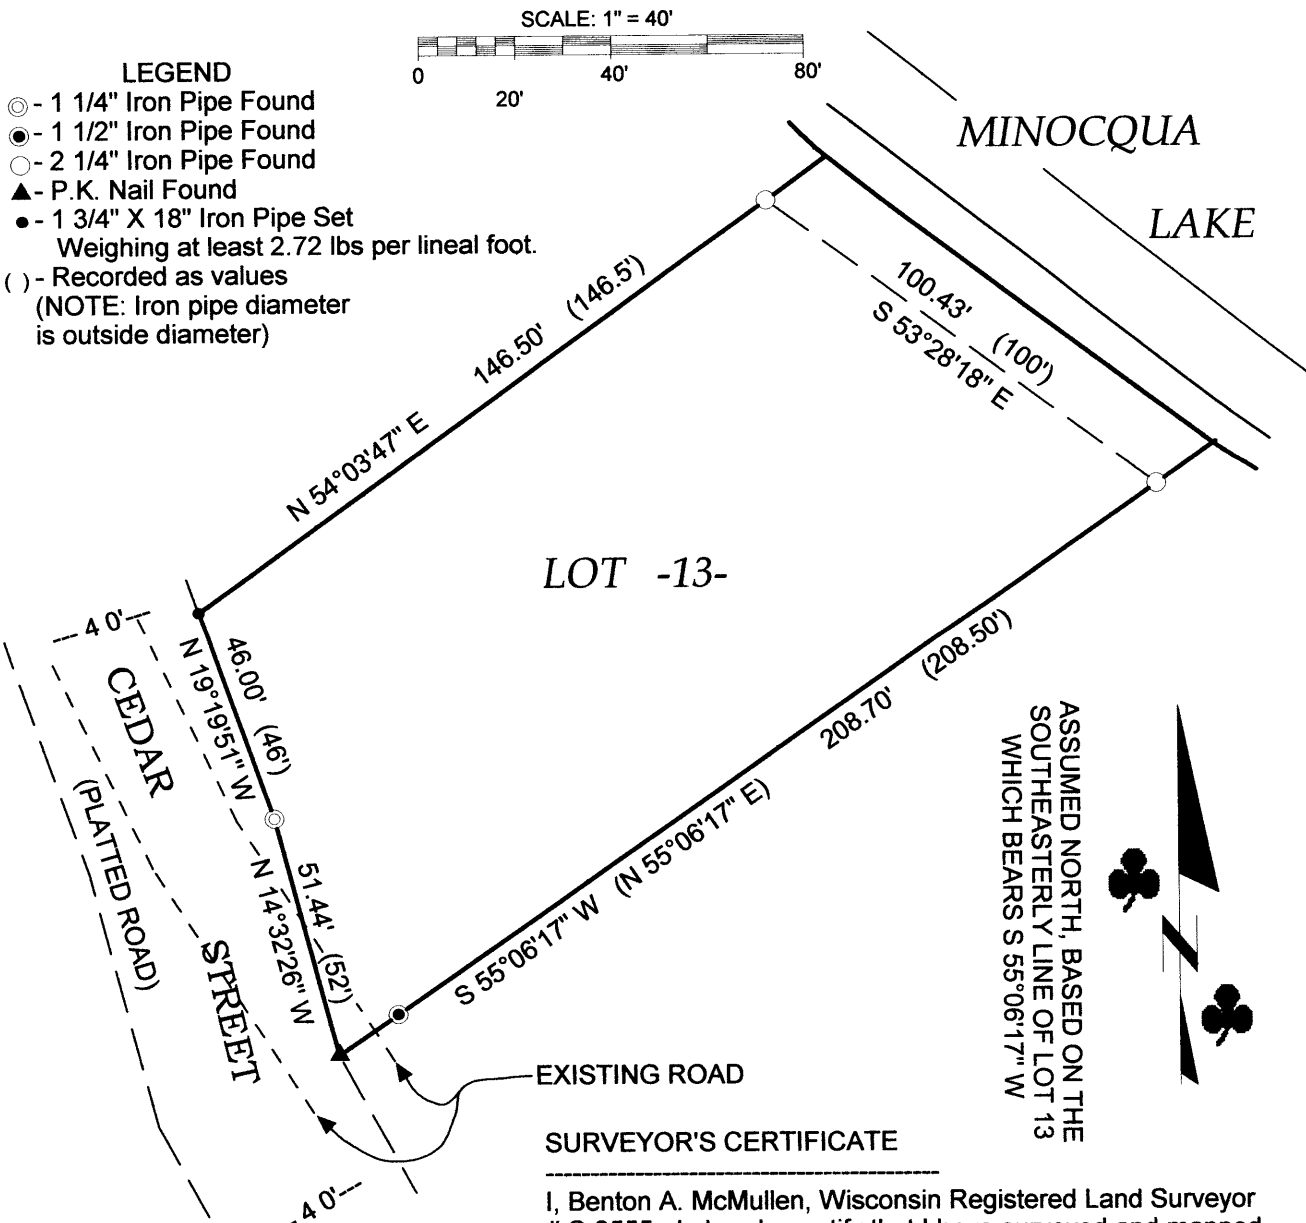 SCALE: 1" = 40'
0
20'
40'
80'
LEGEND
- 1 1/4" Iron Pipe Found
- 1 1/2" Iron Pipe Found
- 2 1/4" Iron Pipe Found
- P.K. Nail Found
- 1 3/4" X 18" Iron Pipe Set
Weighing at least 2.72 lbs per lineal foot.
( ) - Recorded as values
(NOTE: Iron pipe diameter
is outside diameter)
MINOCQUA
LAKE
100.43' (100')
S 53°28'18" E
N 54°03'47" E 146.50' (146.5')
LOT -13-
40'
46.00' (46')
N 19°19'51" W
CEDAR
STREET
(PLATTED ROAD)
51.44' (52')
N 14°32'26" W
S 55°06'17" W (N 55°06'17" E) 208.70' (208.50')
ASSUMED NORTH, BASED ON THE
SOUTHEASTERLY LINE OF LOT 13
WHICH BEARS S 55°06'17" W
N
EXISTING ROAD
40'
SURVEYOR'S CERTIFICATE
I, Benton A. McMullen, Wisconsin Registered Land Surveyor